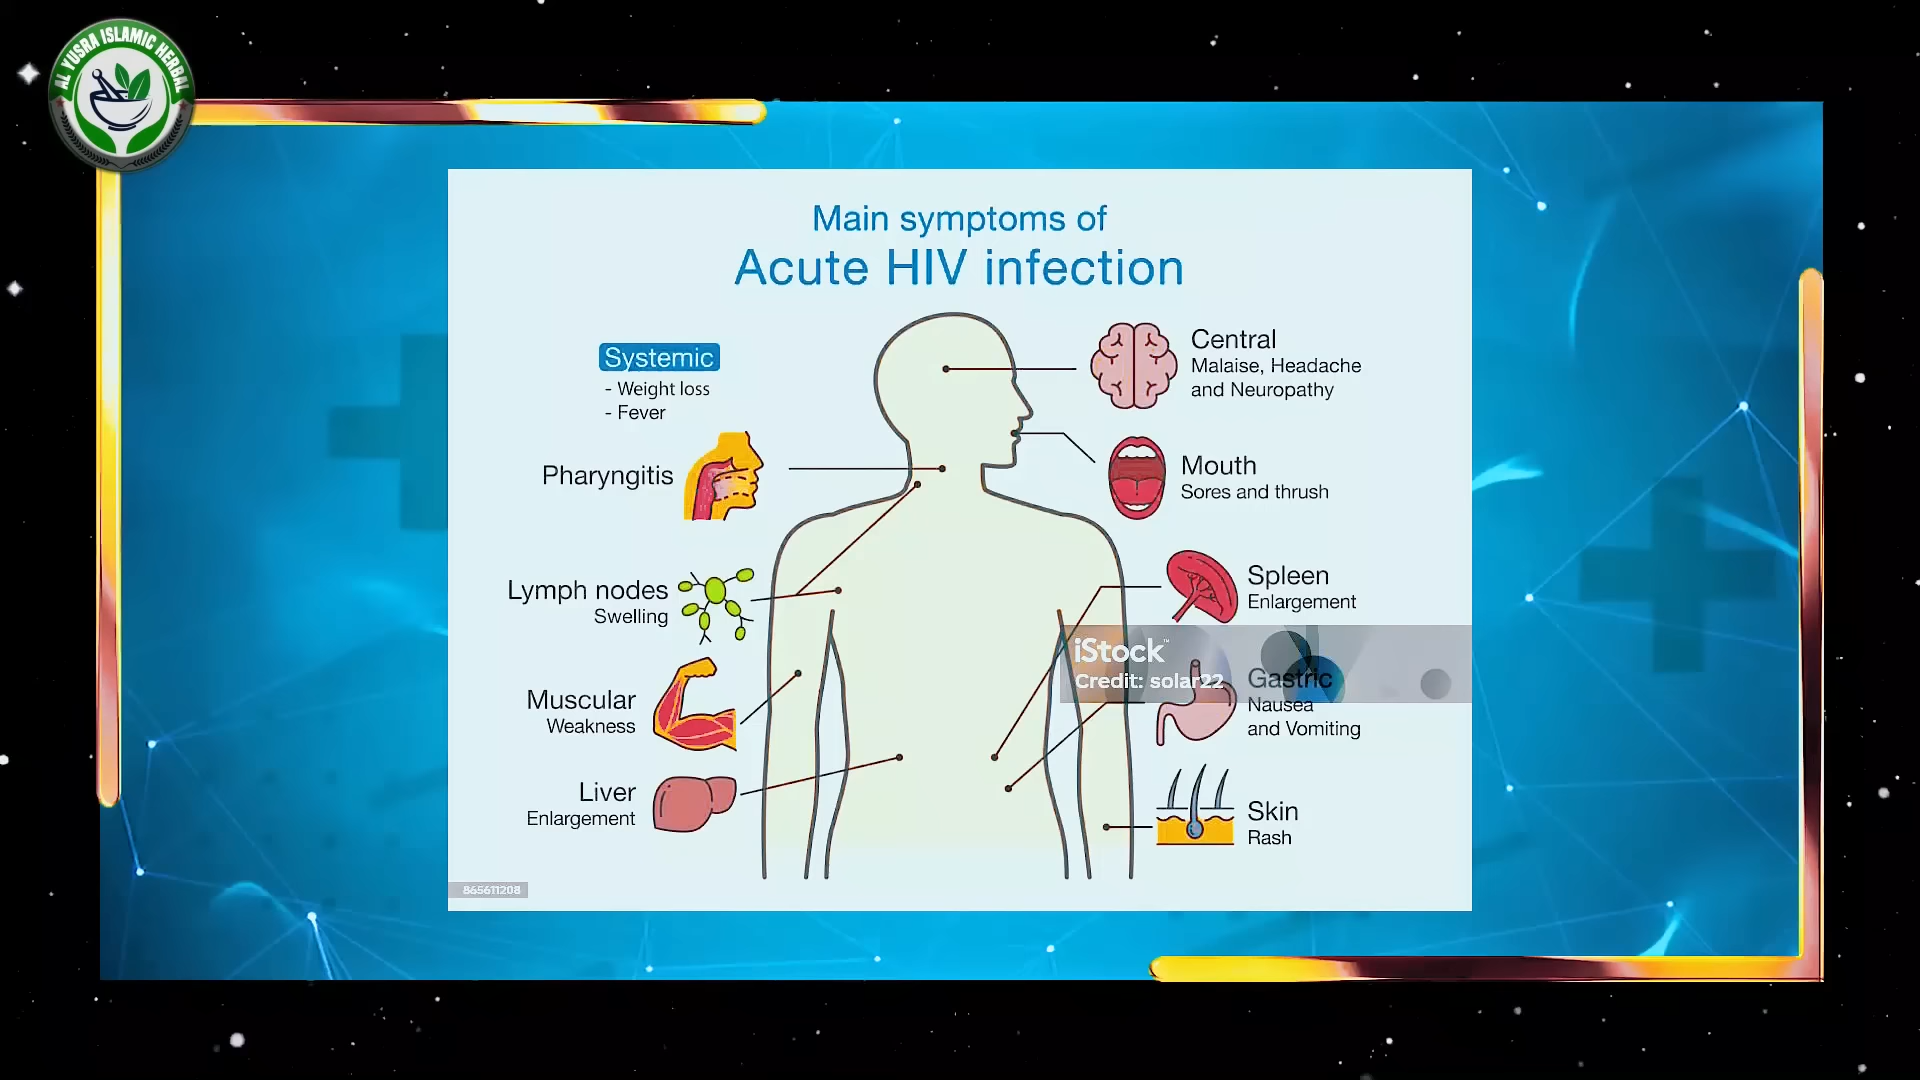 AL YUSRA ISLAMIC HERBAL
Main symptoms of
Acute HIV infection
Systemic
- Weight loss
- Fever
Pharyngitis
Lymph nodes
Swelling
Muscular
Weakness
Liver
Enlargement
Central
Malaise, Headache
and Neuropathy
Mouth
Sores and thrush
Spleen
Enlargement
iStock™
Credit: solar22
Gastric
Nausea
and Vomiting
Skin
Rash
865611208